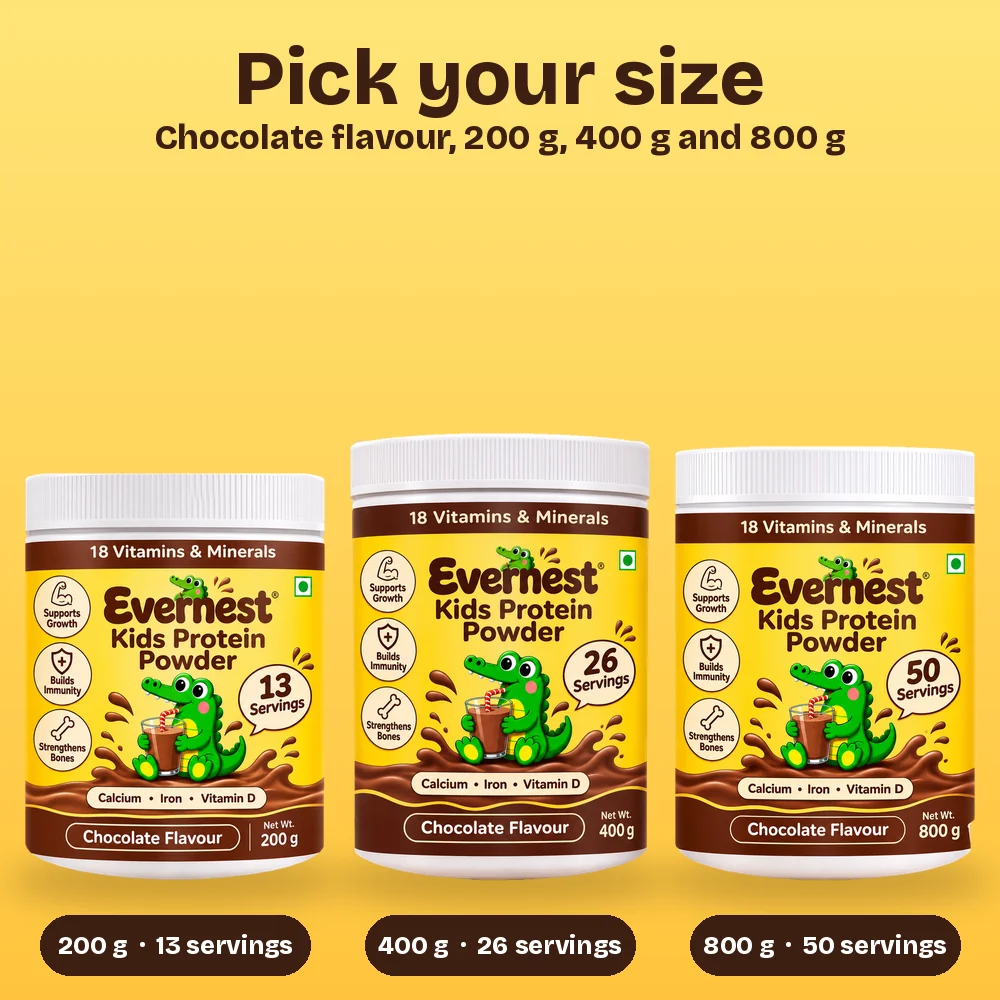 Pick your size
Chocolate flavour, 200 g, 400 g and 800 g
18 Vitamins & Minerals
Supports
Growth
Builds
Immunity
Strengthens
Bones
Evernest®
Kids Protein
Powder
13
Servings
Calcium • Iron • Vitamin D
Chocolate Flavour
Net Wt.
200 g
18 Vitamins & Minerals
Supports
Growth
Builds
Immunity
Strengthens
Bones
Evernest®
Kids Protein
Powder
26
Servings
Calcium • Iron • Vitamin D
Chocolate Flavour
Net Wt.
400 g
18 Vitamins & Minerals
Supports
Growth
Builds
Immunity
Strengthens
Bones
Evernest®
Kids Protein
Powder
50
Servings
Calcium • Iron • Vitamin D
Chocolate Flavour
Net Wt.
800 g
200 g · 13 servings
400 g · 26 servings
800 g · 50 servings